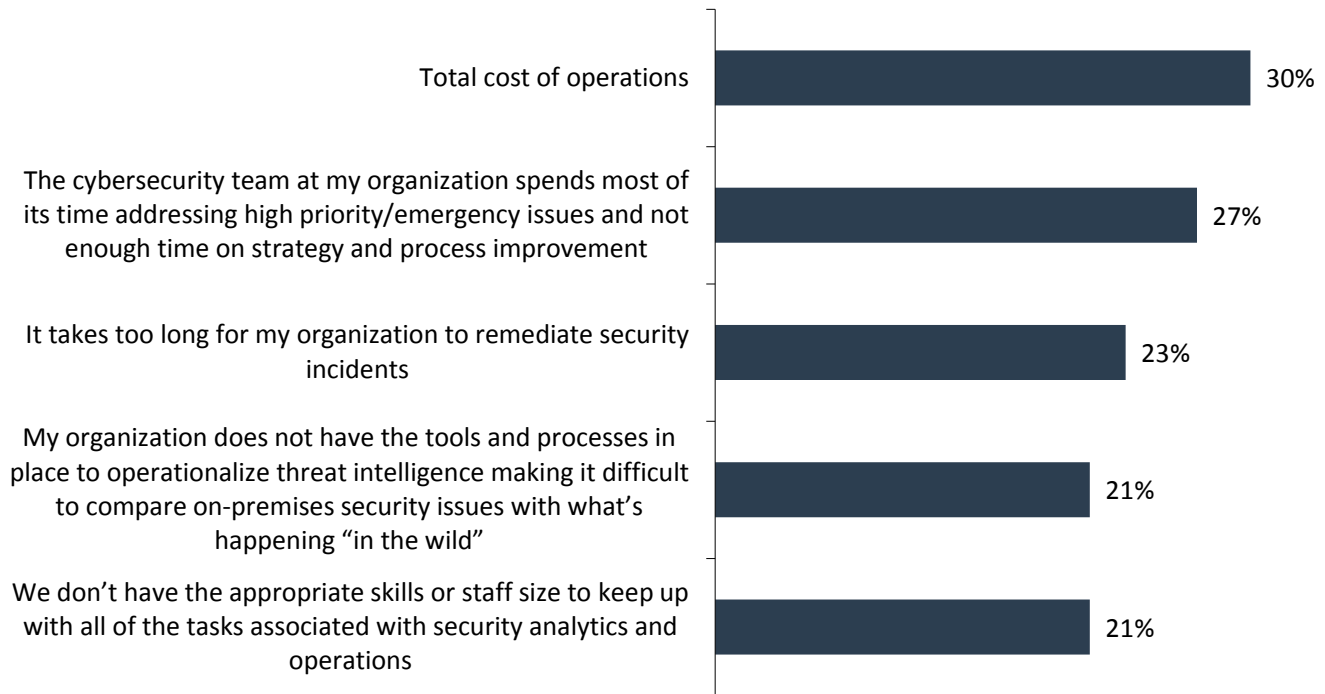 Total cost of operations
30%
The cybersecurity team at my organization spends most of
its time addressing high priority/emergency issues and not
enough time on strategy and process improvement
27%
It takes too long for my organization to remediate security
incidents
23%
My organization does not have the tools and processes in
place to operationalize threat intelligence making it difficult
to compare on-premises security issues with what’s
happening “in the wild”
21%
We don’t have the appropriate skills or staff size to keep up
with all of the tasks associated with security analytics and
operations
21%